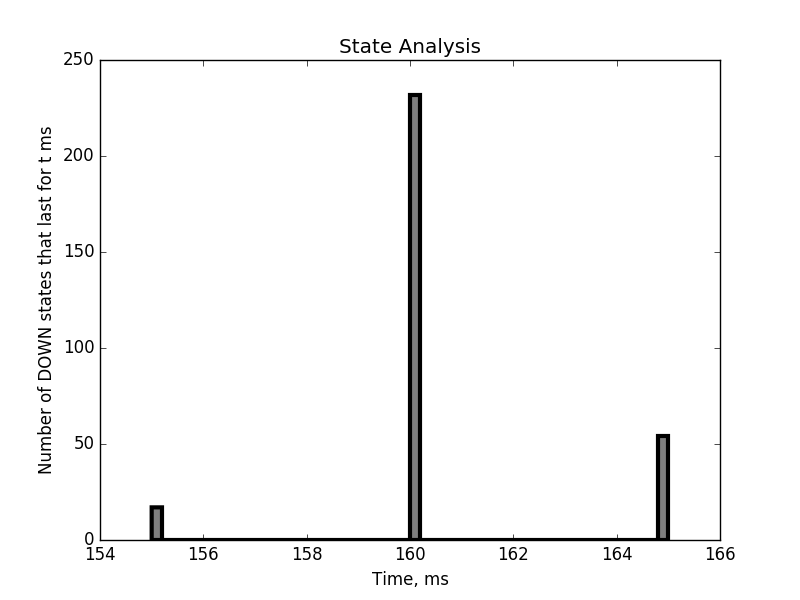 State Analysis
250
200
150
100
50
0
Number of DOWN states that last for t ms
154 156 158 160 162 164 166
Time, ms